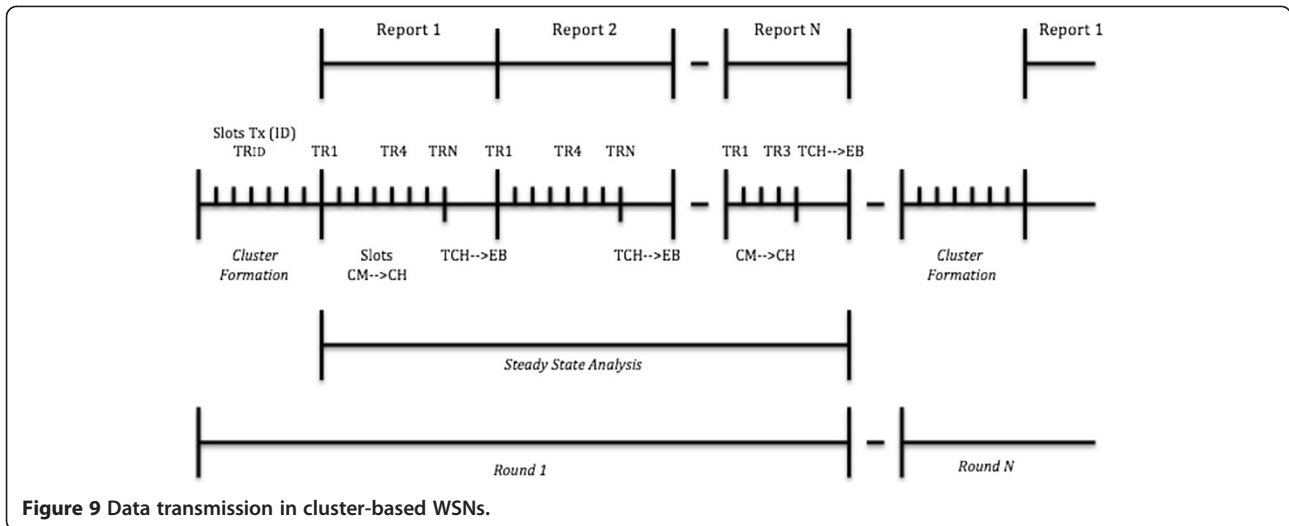 Report 1 Report 2 Report N Report 1
Slots Tx (ID)
TRID TR1 TR4 TRN TR1 TR4 TRN TR1 TR3 TCH-->EB
Cluster Formation
Slots CM-->CH
TCH-->EB
TCH-->EB
CM-->CH
Cluster Formation
Steady State Analysis
Round 1 Round N
Figure 9 Data transmission in cluster-based WSNs.